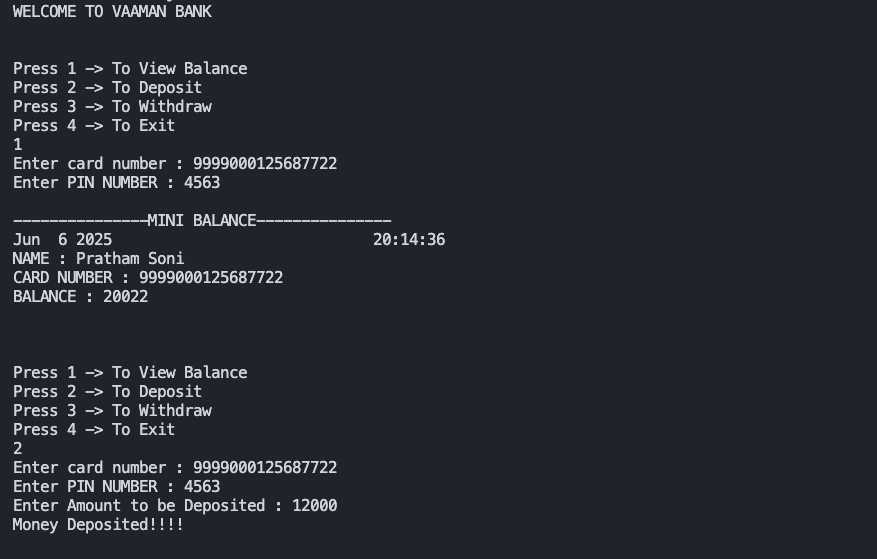 WELCOME TO VAAMAN BANK
Press 1 -> To View Balance
Press 2 -> To Deposit
Press 3 -> To Withdraw
Press 4 -> To Exit
1
Enter card number : 9999000125687722
Enter PIN NUMBER : 4563
---------------MINI BALANCE---------------
Jun  6 2025                             20:14:36
NAME : Pratham Soni
CARD NUMBER : 9999000125687722
BALANCE : 20022
Press 1 -> To View Balance
Press 2 -> To Deposit
Press 3 -> To Withdraw
Press 4 -> To Exit
2
Enter card number : 9999000125687722
Enter PIN NUMBER : 4563
Enter Amount to be Deposited : 12000
Money Deposited!!!!